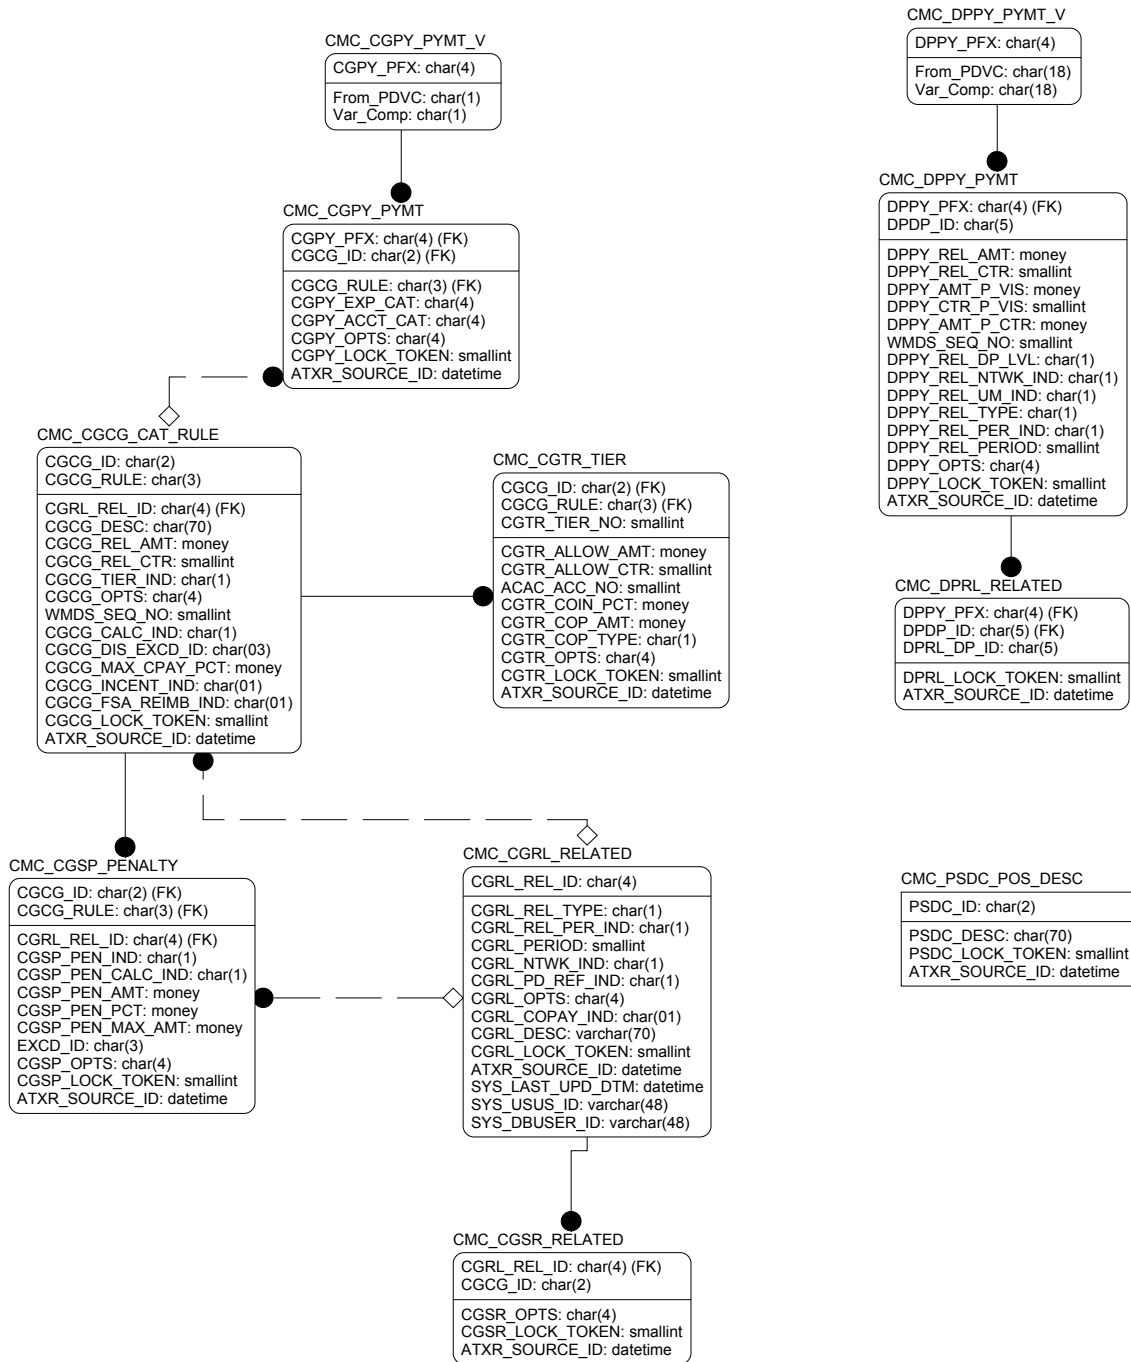 CMC_CGPY_PYMT_V
CGPY_PFX: char(4)
From_PDVC: char(1)
Var_Comp: char(1)
CMC_DPPY_PYMT_V
DPPY_PFX: char(4)
From_PDVC: char(18)
Var_Comp: char(18)
CMC_CGPY_PYMT
CGPY_PFX: char(4) (FK)
CGCG_ID: char(2) (FK)
CGCG_RULE: char(3) (FK)
CGPY_EXP_CAT: char(4)
CGPY_ACCT_CAT: char(4)
CGPY_OPTS: char(4)
CGPY_LOCK_TOKEN: smallint
ATXR_SOURCE_ID: datetime
CMC_DPPY_PYMT
DPPY_PFX: char(4) (FK)
DPDP_ID: char(5)
DPPY_REL_AMT: money
DPPY_REL_CTR: smallint
DPPY_AMT_P_VIS: money
DPPY_CTR_P_VIS: smallint
DPPY_AMT_P_CTR: money
WMDS_SEQ_NO: smallint
DPPY_REL_DP_LVL: char(1)
DPPY_REL_NTWK_IND: char(1)
DPPY_REL_UM_IND: char(1)
DPPY_REL_TYPE: char(1)
DPPY_REL_PER_IND: char(1)
DPPY_REL_PERIOD: smallint
DPPY_OPTS: char(4)
DPPY_LOCK_TOKEN: smallint
ATXR_SOURCE_ID: datetime
CMC_CGCG_CAT_RULE
CGCG_ID: char(2)
CGCG_RULE: char(3)
CGRL_REL_ID: char(4) (FK)
CGCG_DESC: char(70)
CGCG_REL_AMT: money
CGCG_REL_CTR: smallint
CGCG_TIER_IND: char(1)
CGCG_OPTS: char(4)
WMDS_SEQ_NO: smallint
CGCG_CALC_IND: char(1)
CGCG_DIS_EXCD_ID: char(03)
CGCG_MAX_CPAY_PCT: money
CGCG_INCENT_IND: char(01)
CGCG_FSA_REIMB_IND: char(01)
CGCG_LOCK_TOKEN: smallint
ATXR_SOURCE_ID: datetime
CMC_CGTR_TIER
CGCG_ID: char(2) (FK)
CGCG_RULE: char(3) (FK)
CGTR_TIER_NO: smallint
CGTR_ALLOW_AMT: money
CGTR_ALLOW_CTR: smallint
ACAC_ACC_NO: smallint
CGTR_COIN_PCT: money
CGTR_COP_AMT: money
CGTR_COP_TYPE: char(1)
CGTR_OPTS: char(4)
CGTR_LOCK_TOKEN: smallint
ATXR_SOURCE_ID: datetime
CMC_DPRL_RELATED
DPPY_PFX: char(4) (FK)
DPDP_ID: char(5) (FK)
DPRL_DP_ID: char(5)
DPRL_LOCK_TOKEN: smallint
ATXR_SOURCE_ID: datetime
CMC_CGSP_PENALTY
CGCG_ID: char(2) (FK)
CGCG_RULE: char(3) (FK)
CGRL_REL_ID: char(4) (FK)
CGSP_PEN_IND: char(1)
CGSP_PEN_CALC_IND: char(1)
CGSP_PEN_AMT: money
CGSP_PEN_PCT: money
CGSP_PEN_MAX_AMT: money
EXCD_ID: char(3)
CGSP_OPTS: char(4)
CGSP_LOCK_TOKEN: smallint
ATXR_SOURCE_ID: datetime
CMC_CGRL_RELATED
CGRL_REL_ID: char(4)
CGRL_REL_TYPE: char(1)
CGRL_REL_PER_IND: char(1)
CGRL_PERIOD: smallint
CGRL_NTWK_IND: char(1)
CGRL_PD_REF_IND: char(1)
CGRL_OPTS: char(4)
CGRL_COPAY_IND: char(01)
CGRL_DESC: varchar(70)
CGRL_LOCK_TOKEN: smallint
ATXR_SOURCE_ID: datetime
SYS_LAST_UPD_DTM: datetime
SYS_USUS_ID: varchar(48)
SYS_DBUSER_ID: varchar(48)
CMC_PSDC_POS_DESC
PSDC_ID: char(2)
PSDC_DESC: char(70)
PSDC_LOCK_TOKEN: smallint
ATXR_SOURCE_ID: datetime
CMC_CGSR_RELATED
CGRL_REL_ID: char(4) (FK)
CGCG_ID: char(2)
CGSR_OPTS: char(4)
CGSR_LOCK_TOKEN: smallint
ATXR_SOURCE_ID: datetime